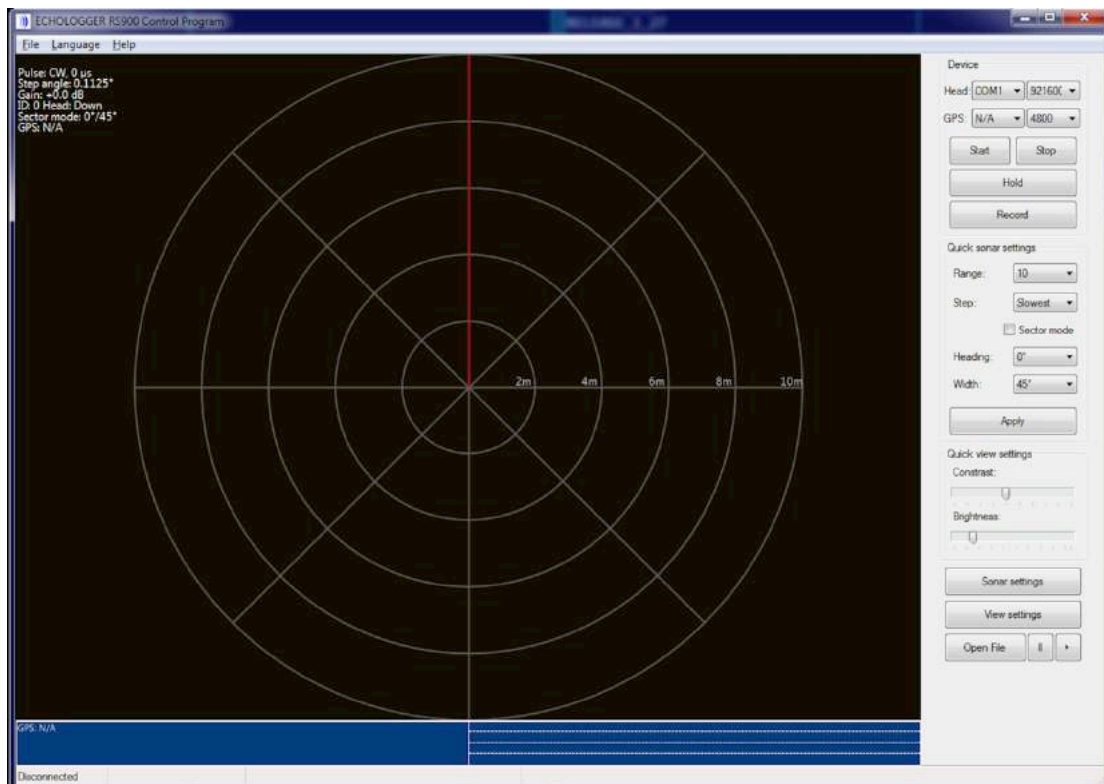 ECHOLOGGER RS900 Control Program
File Language Help
Pulse: CW, 0 µs
Step angle: 0.1125°
Gain: +0.0 dB
ID: 0 Head: Down
Sector mode: 0°/45°
GPS: N/A
2m 4m 6m 8m 10m
GPS: N/A
Disconnected
Device
Head: COM1 921600
GPS: N/A 4800
Start Stop
Hold
Record
Quick sonar settings
Range: 10
Step: Slowest
Sector mode
Heading: 0°
Width: 45°
Apply
Quick view settings
Constrast:
Brightness:
Sonar settings
View settings
Open File